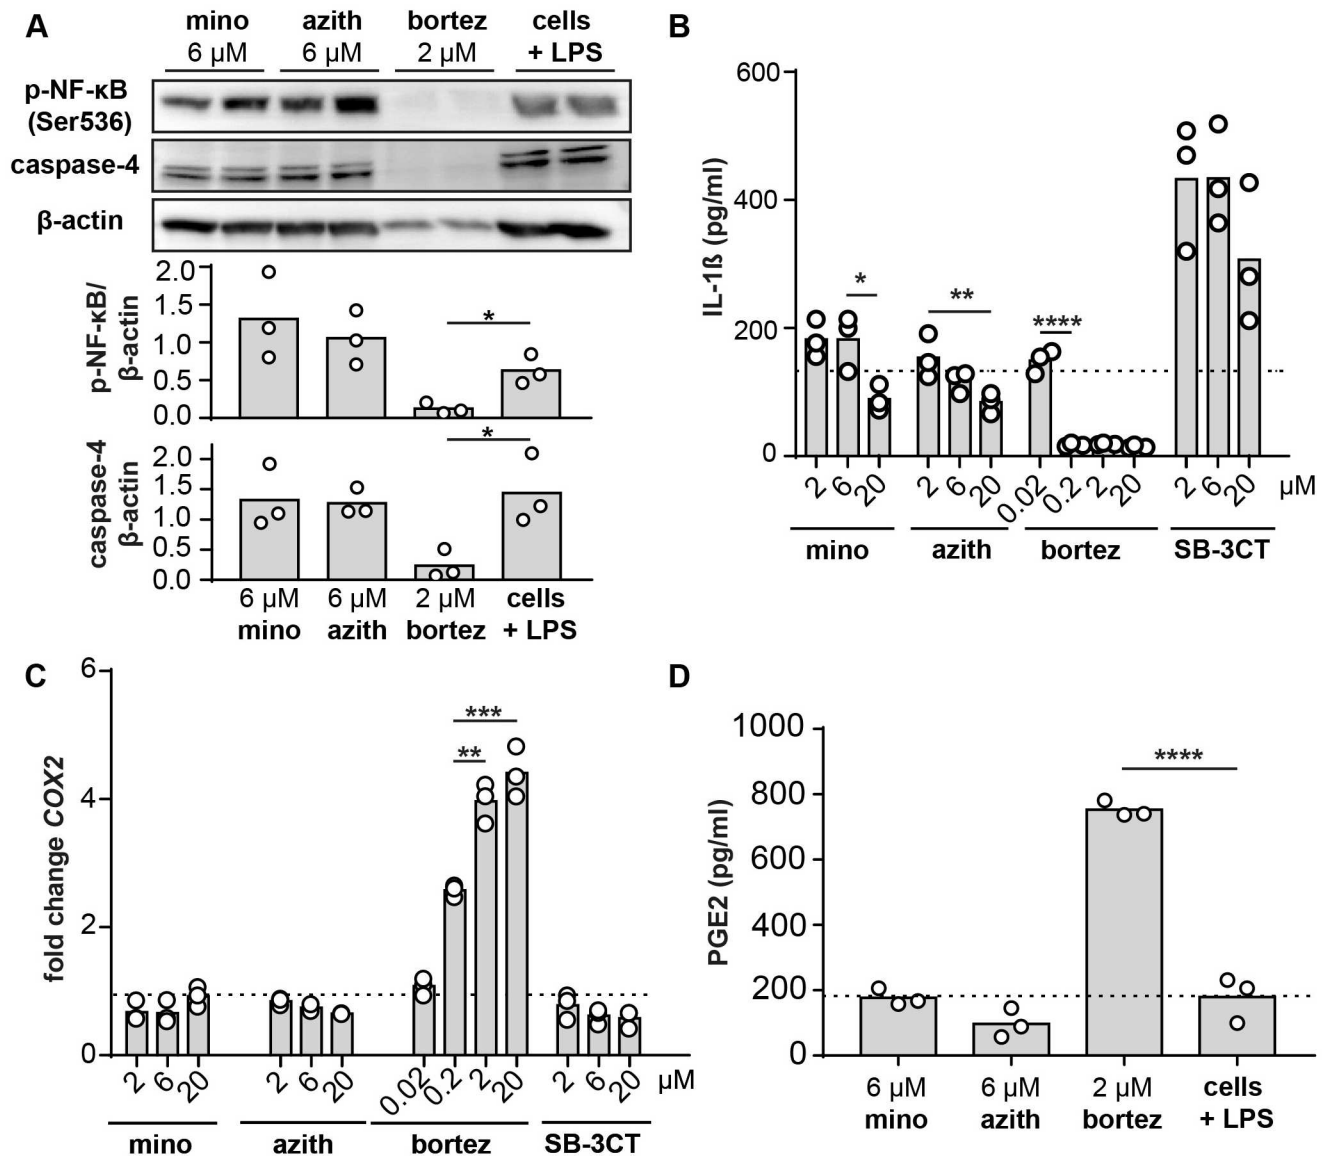 A
mino azith bortez cells
6 µM 6 µM 2 µM + LPS
p-NF-κB
(Ser536)
caspase-4
β-actin
p-NF-κB/
β-actin
2.0
1.5
1.0
0.5
0.0
*
caspase-4
β-actin
2.0
1.5
1.0
0.5
0.0
*
6 µM 6 µM 2 µM cells
mino azith bortez + LPS
B
IL-1ß (pg/ml)
600
400
200
0
* ** ****
2 6 20 2 6 20 0.02 0.2 2 20 2 6 20 µM
mino azith bortez SB-3CT
C
fold change COX2
6
4
2
0
***
**
2 6 20 2 6 20 0.02 0.2 2 20 2 6 20 µM
mino azith bortez SB-3CT
D
PGE2 (pg/ml)
1000
800
600
400
200
0
****
6 µM 6 µM 2 µM cells
mino azith bortez + LPS